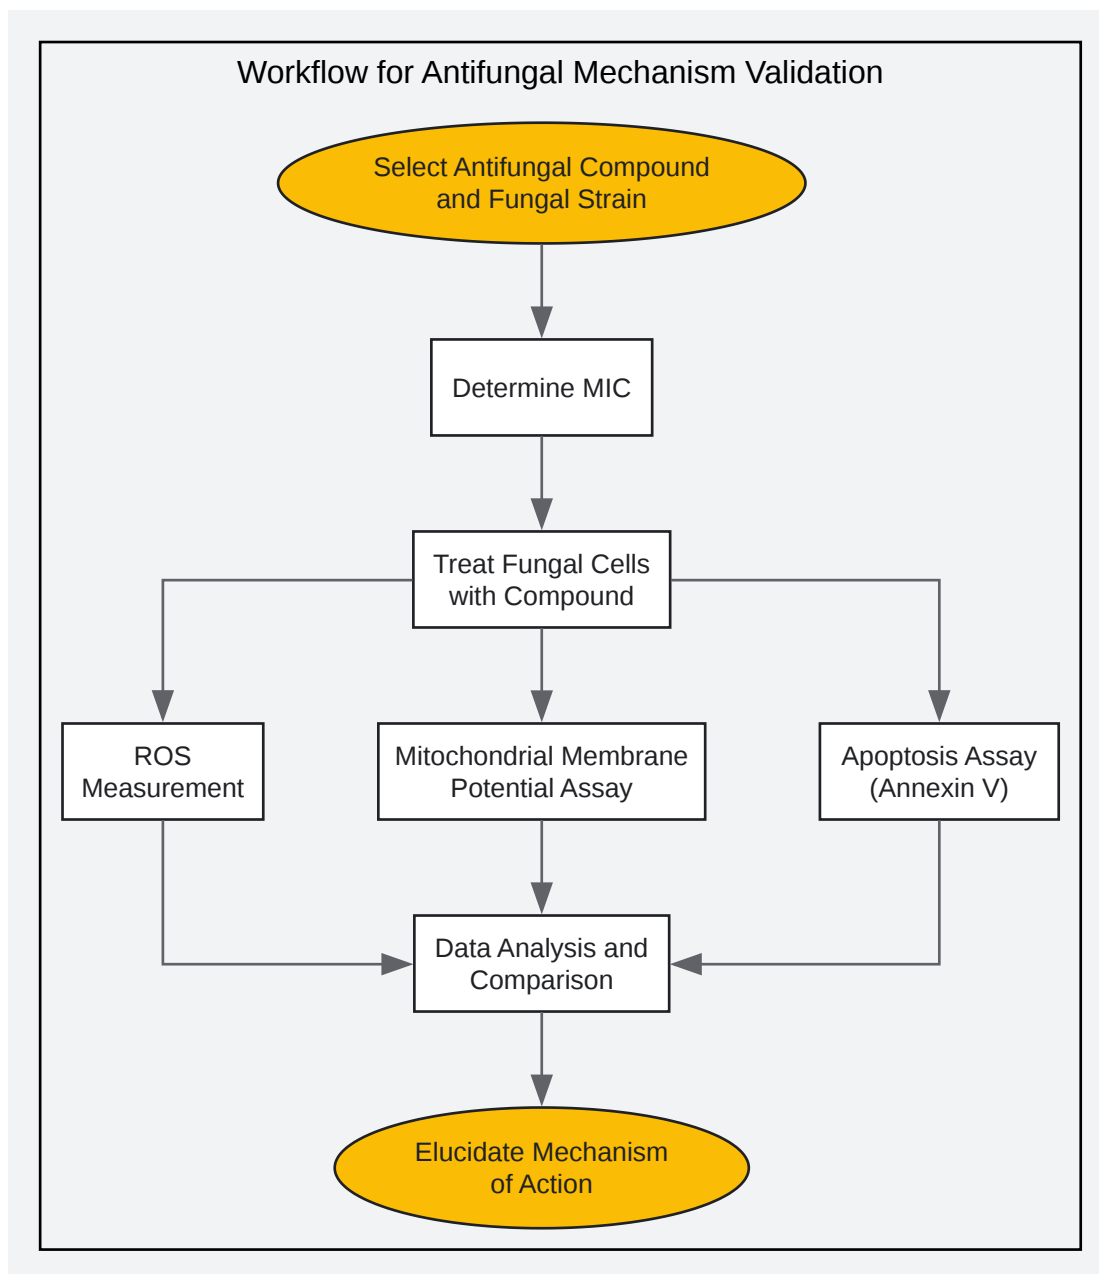 Workflow for Antifungal Mechanism Validation
Select Antifungal Compound
and Fungal Strain
Determine MIC
Treat Fungal Cells
with Compound
ROS
Measurement
Mitochondrial Membrane
Potential Assay
Apoptosis Assay
(Annexin V)
Data Analysis and
Comparison
Elucidate Mechanism
of Action